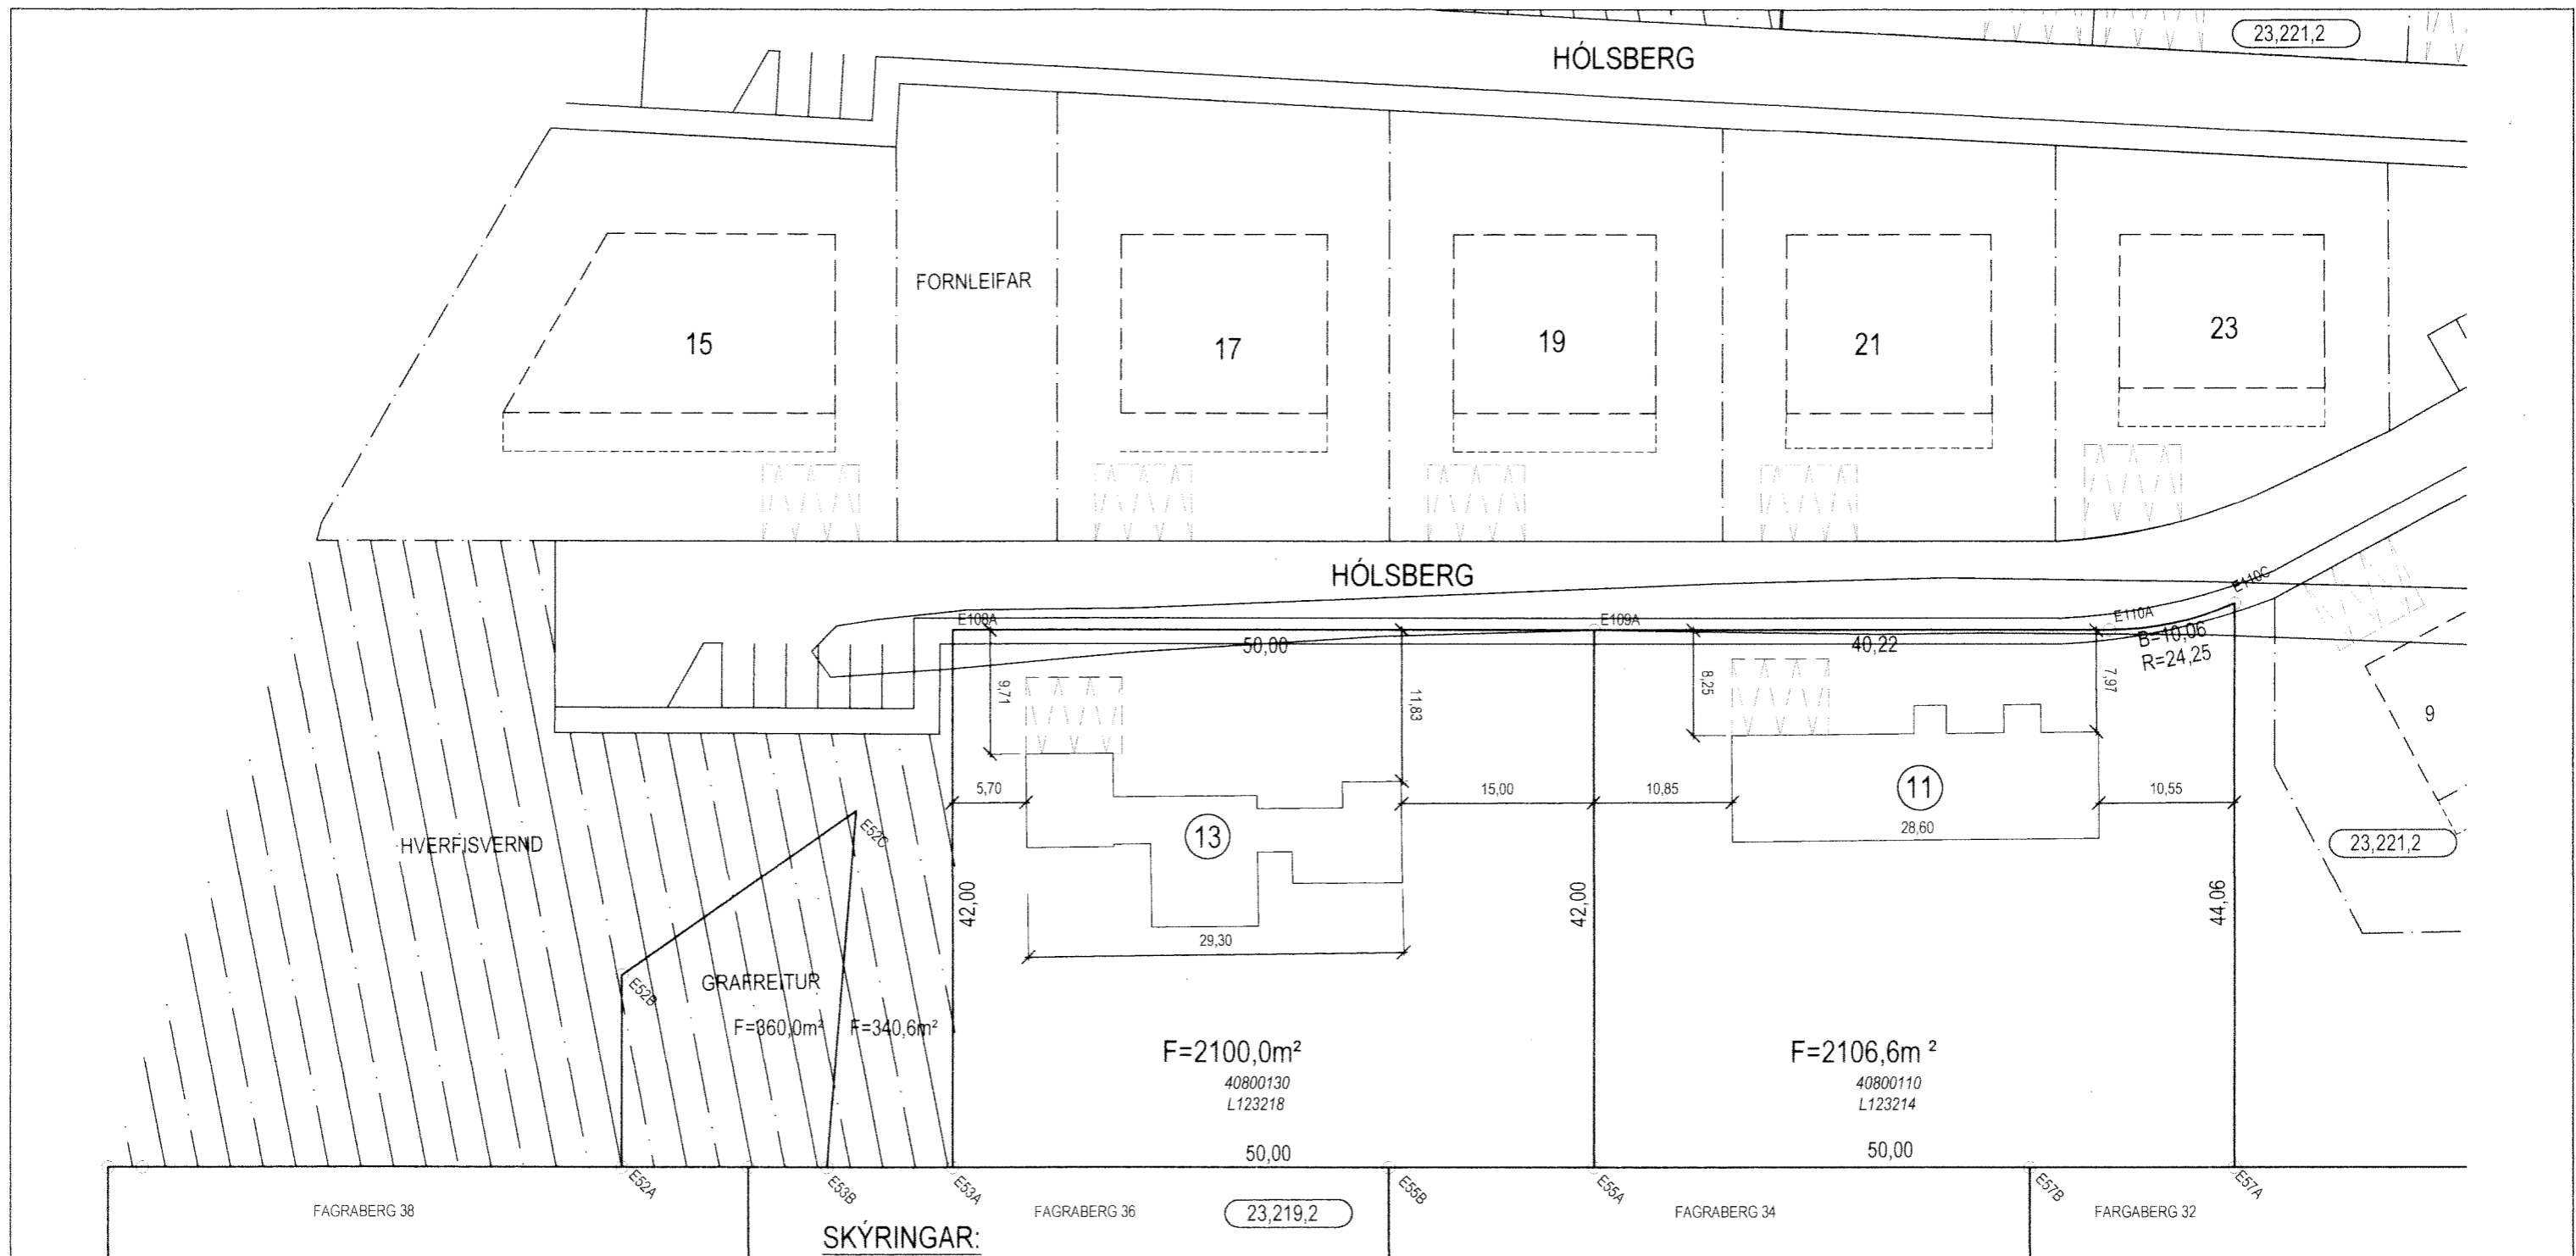 HÓLSBERG
23,221,2
FORNLEIFAR
15
17
19
21
23
HÓLSBERG
E108A
E109A
E110A
E110C
50,00
40,22
B=10,06
R=24,25
9,71
11,83
8,25
7,97
9
5,70
15,00
10,85
11
10,55
13
28,60
HVERFISVERND
E52C
23,221,2
42,00
42,00
44,06
29,30
GRAFREITUR
E52B
F=360,0m²
F=340,6m²
F=2100,0m²
40800130
L123218
F=2106,6m ²
40800110
L123214
50,00
50,00
E52A
E53B
E53A
E55B
E55A
E57B
E57A
FAGRABERG 38
FAGRABERG 36
23,219,2
FAGRABERG 34
FARGABERG 32
SKÝRINGAR: